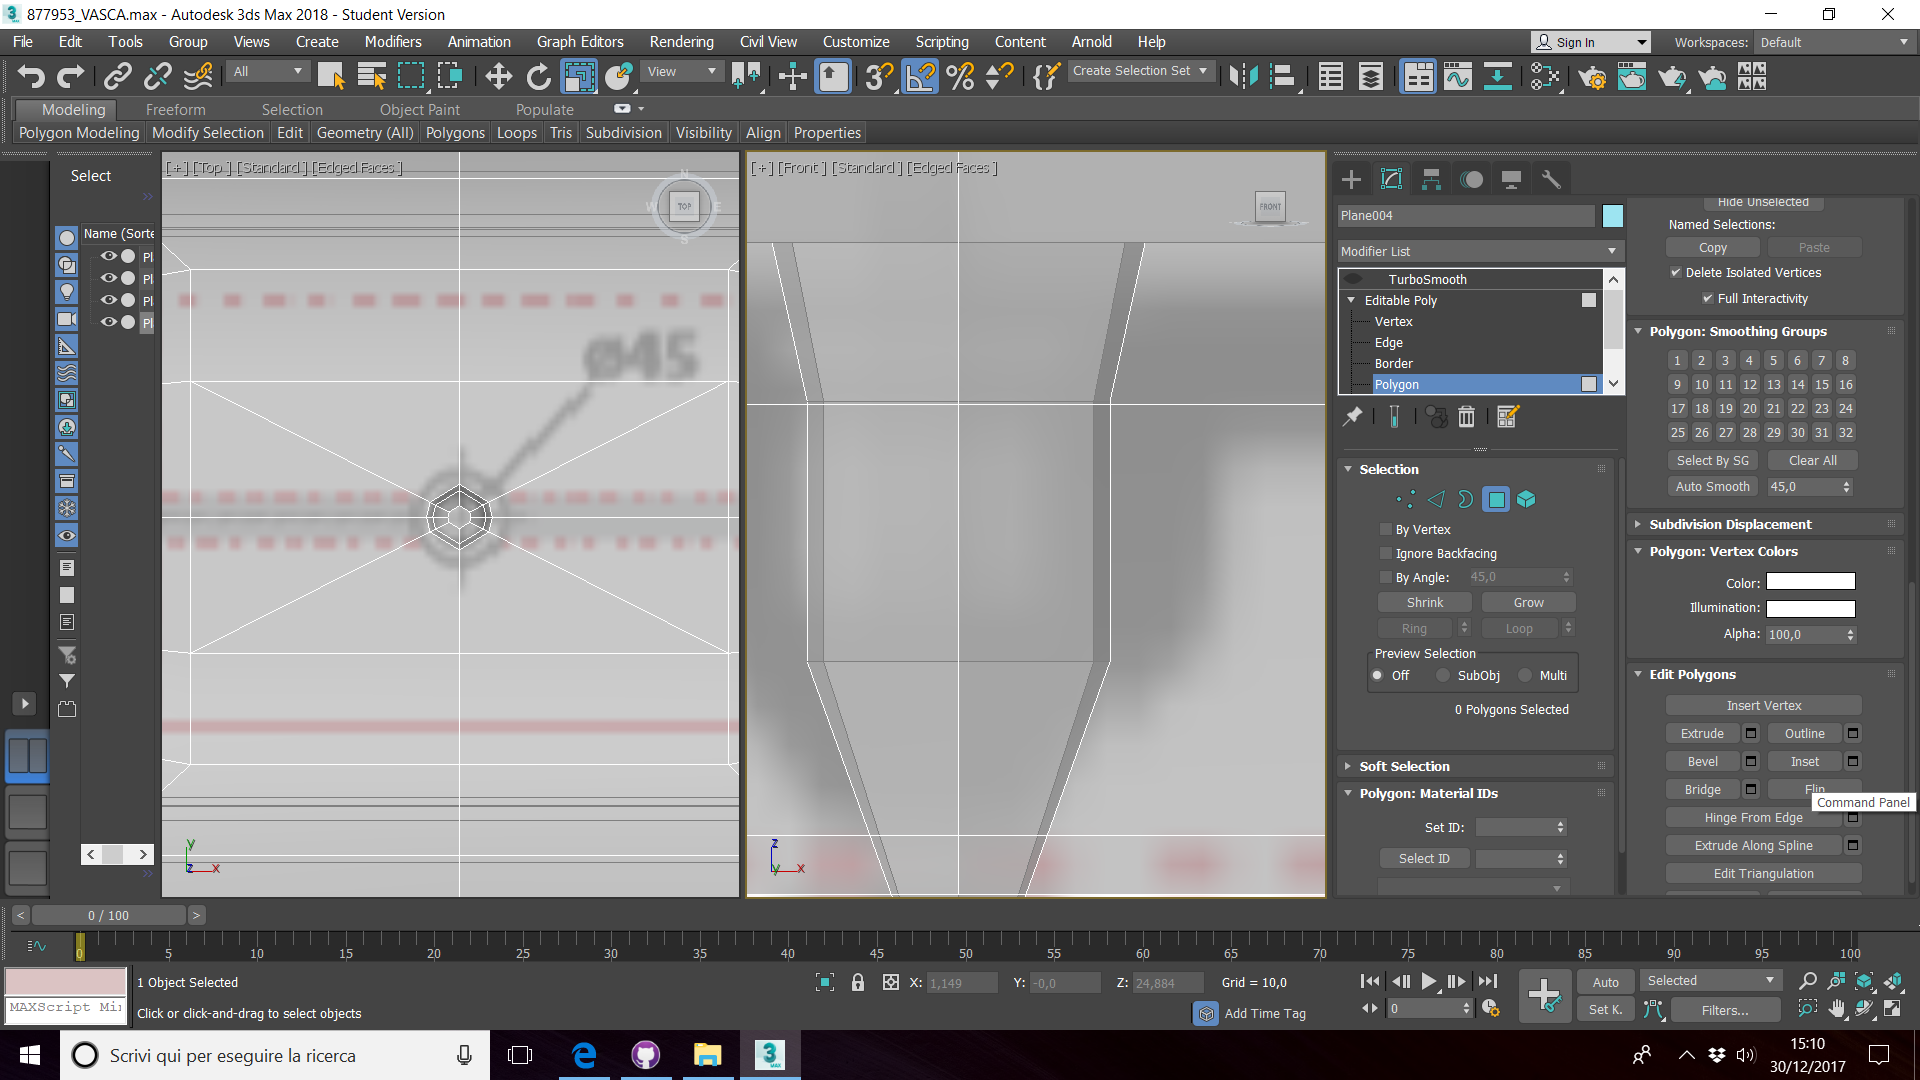 877953_VASCA.max - Autodesk 3ds Max 2018 - Student Version
File Edit Tools Group Views Create Modifiers Animation Graph Editors Rendering Civil View Customize Scripting Content Arnold Help
Sign In Workspaces: Default
All View Create Selection Set
Modeling Freeform Selection Object Paint Populate
Polygon Modeling Modify Selection Edit Geometry (All) Polygons Loops Tris Subdivision Visibility Align Properties
Select
Name (Sorte
Pl
Pl
Pl
Pl
[+] [Top ] [Standard ] [Edged Faces ]
N
W TOP E
S
ø45
y
z x
[+] [Front ] [Standard ] [Edged Faces ]
FRONT
z
y x
Plane004
Modifier List
TurboSmooth
Editable Poly
Vertex
Edge
Border
Polygon
Selection
By Vertex
Ignore Backfacing
By Angle: 45,0
Shrink Grow
Ring Loop
Preview Selection
Off SubObj Multi
0 Polygons Selected
Soft Selection
Polygon: Material IDs
Set ID:
Select ID
Hide Unselected
Named Selections:
Copy Paste
Delete Isolated Vertices
Full Interactivity
Polygon: Smoothing Groups
1 2 3 4 5 6 7 8
9 10 11 12 13 14 15 16
17 18 19 20 21 22 23 24
25 26 27 28 29 30 31 32
Select By SG Clear All
Auto Smooth 45,0
Subdivision Displacement
Polygon: Vertex Colors
Color:
Illumination:
Alpha: 100,0
Edit Polygons
Insert Vertex
Extrude Outline
Bevel Inset
Bridge Flip
Command Panel
Hinge From Edge
Extrude Along Spline
Edit Triangulation
< 0 / 100 >
0 5 10 15 20 25 30 35 40 45 50 55 60 65 70 75 80 85 90 95 100
1 Object Selected X: 1,149 Y: -0,0 Z: 24,884 Grid = 10,0 Auto Selected
MAXScript Mi
Click or click-and-drag to select objects Add Time Tag 0 Set K. Filters...
Scrivi qui per eseguire la ricerca
3
MAX
15:10
30/12/2017